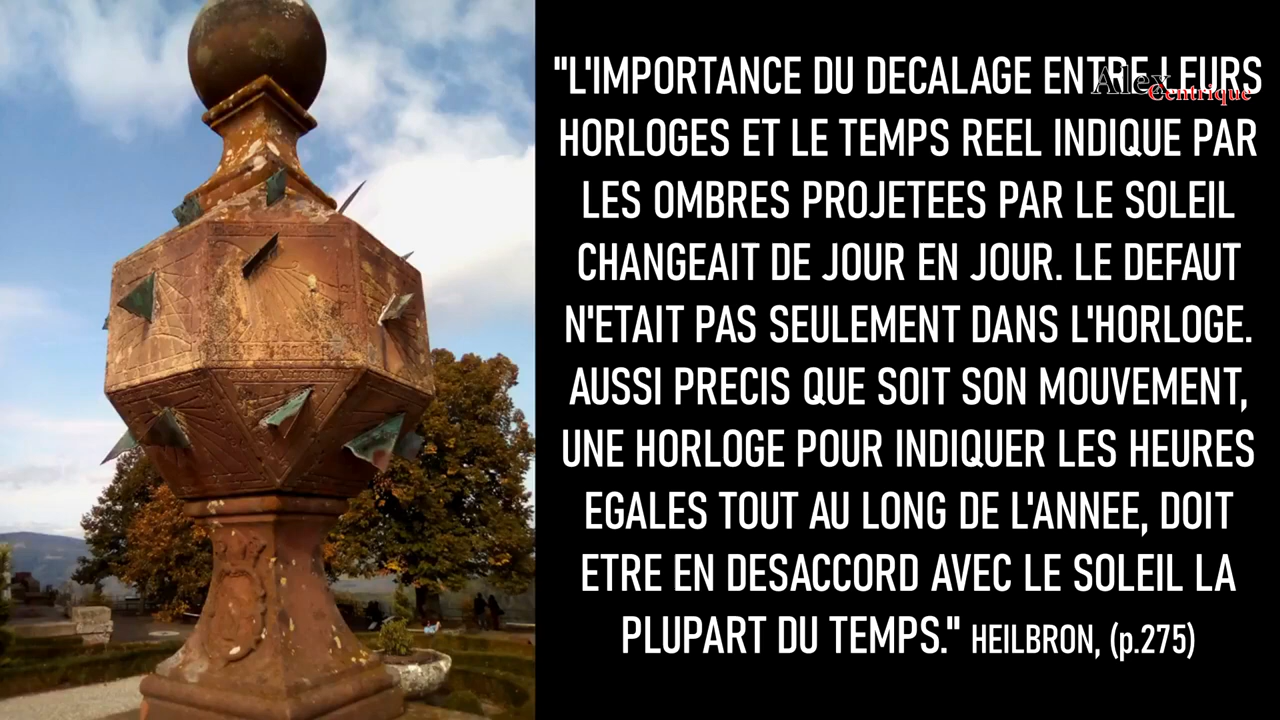 "L'IMPORTANCE DU DECALAGE ENTRE LEURS
HORLOGES ET LE TEMPS REEL INDIQUE PAR
LES OMBRES PROJETEES PAR LE SOLEIL
CHANGEAIT DE JOUR EN JOUR. LE DEFAUT
N'ETAIT PAS SEULEMENT DANS L'HORLOGE.
AUSSI PRECIS QUE SOIT SON MOUVEMENT,
UNE HORLOGE POUR INDIQUER LES HEURES
EGALES TOUT AU LONG DE L'ANNEE, DOIT
ETRE EN DESACCORD AVEC LE SOLEIL LA
PLUPART DU TEMPS." HEILBRON, (p.275)
Alex
Centrique